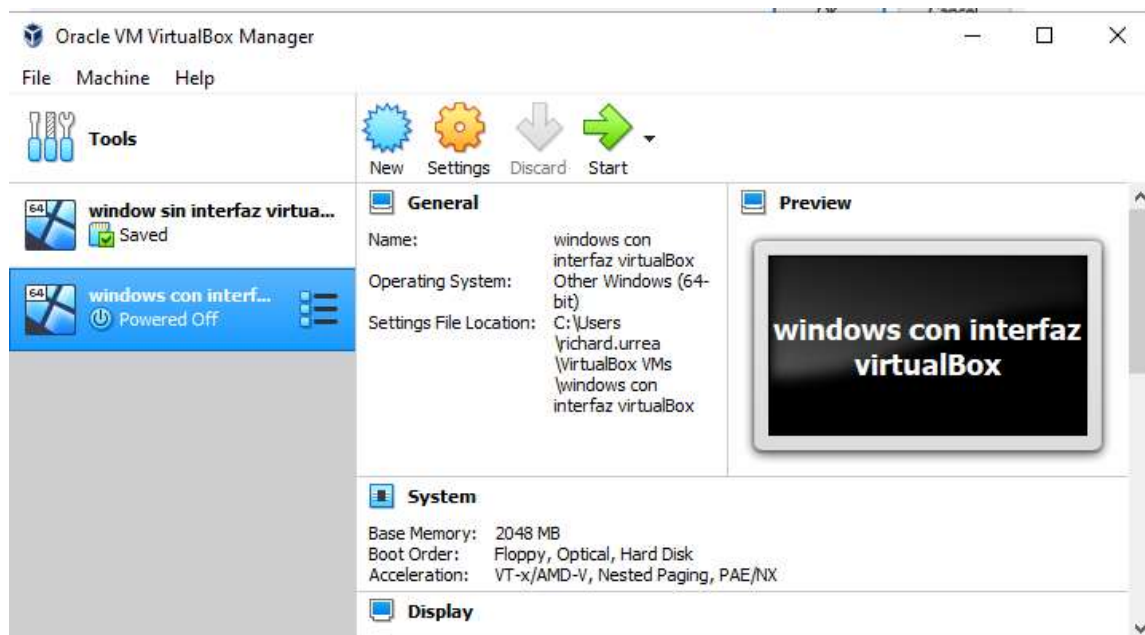 Oracle VM VirtualBox Manager
File Machine Help
Tools
New Settings Discard Start
64
window sin interfaz virtua...
Saved
64
windows con interf...
Powered Off
General
Name: windows con
interfaz virtualBox
Operating System: Other Windows (64-
bit)
Settings File Location: C:\Users
\richard.urrea
\VirtualBox VMs
\windows con
interfaz virtualBox
Preview
windows con interfaz
virtualBox
System
Base Memory: 2048 MB
Boot Order: Floppy, Optical, Hard Disk
Acceleration: VT-x/AMD-V, Nested Paging, PAE/NX
Display